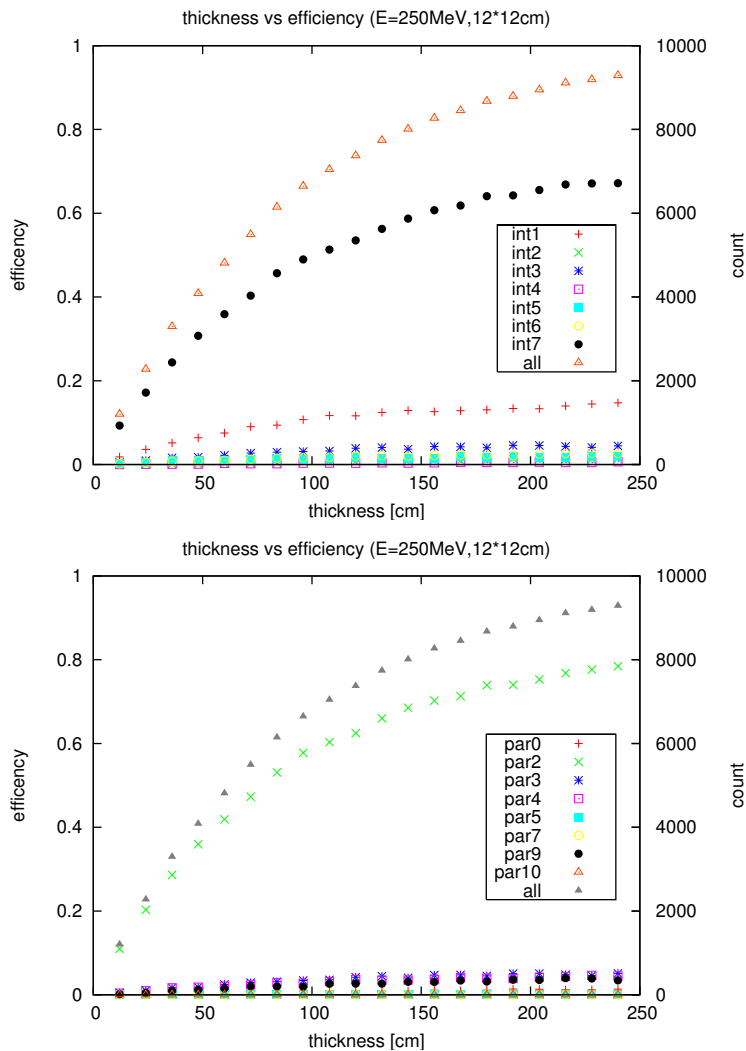 thickness vs efficiency (E=250MeV,12*12cm)
1
10000
0.8
8000
0.6
6000
0.4
4000
0.2
2000
0
0
efficency
count
int1
int2
int3
int4
int5
int6
int7
all
0
50
100
150
200
250
thickness [cm]
thickness vs efficiency (E=250MeV,12*12cm)
1
10000
0.8
8000
0.6
6000
0.4
4000
0.2
2000
0
0
efficency
count
par0
par2
par3
par4
par5
par7
par9
par10
all
0
50
100
150
200
250
thickness [cm]